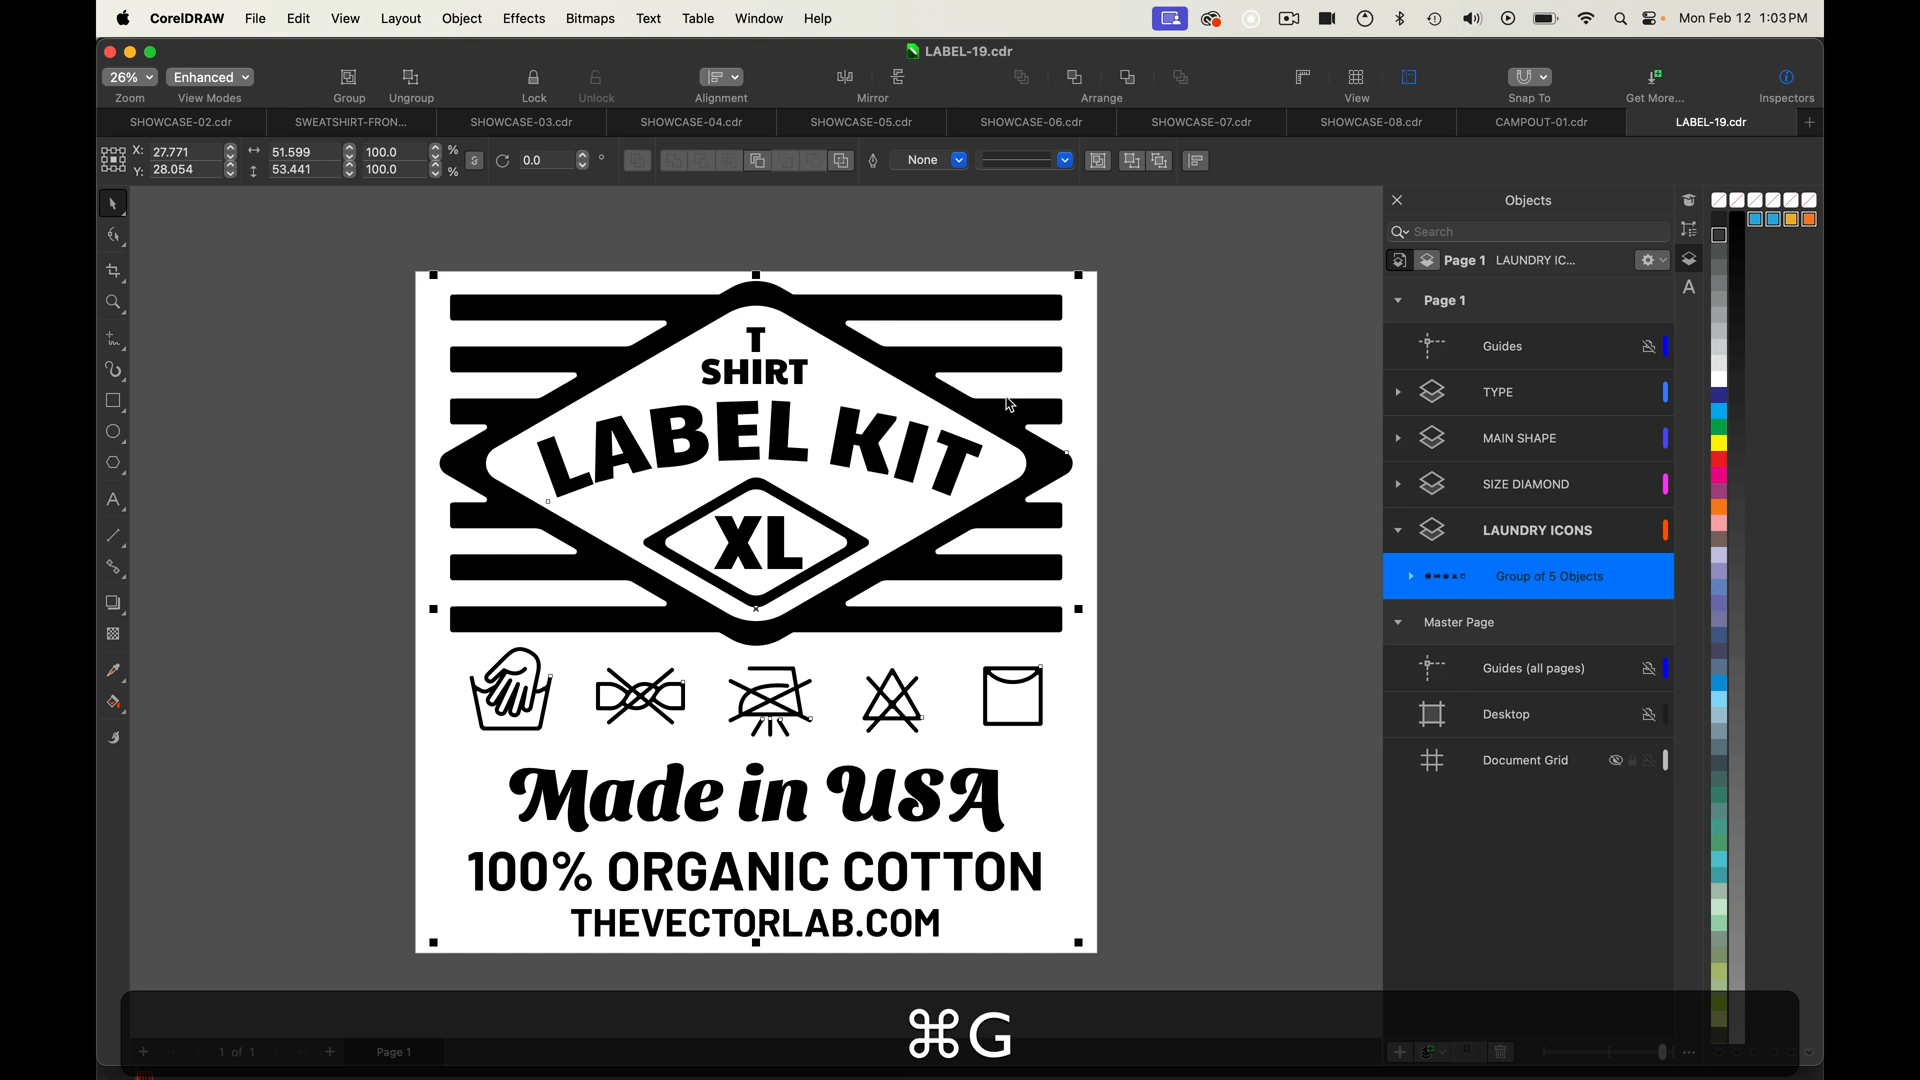 CorelDRAW File Edit View Layout Object Effects Bitmaps Text Table Window Help Mon Feb 12 1:03 PM
LABEL-19.cdr
26% Enhanced
Zoom View Modes Group Ungroup Lock Unlock Alignment Mirror Arrange View Snap To Get More... Inspectors
SHOWCASE-02.cdr SWEATSHIRT-FRON... SHOWCASE-03.cdr SHOWCASE-04.cdr SHOWCASE-05.cdr SHOWCASE-06.cdr SHOWCASE-07.cdr SHOWCASE-08.cdr CAMPOUT-01.cdr LABEL-19.cdr
X: 27.771 51.599 100.0 %
Y: 28.054 53.441 100.0 %
0.0 ° None
Objects
Search
Page 1 LAUNDRY IC...
Page 1
Guides
TYPE
MAIN SHAPE
SIZE DIAMOND
LAUNDRY ICONS
Group of 5 Objects
Master Page
Guides (all pages)
Desktop
Document Grid
T
SHIRT
LABEL KIT
XL
Made in USA
100% ORGANIC COTTON
THEVECTORLAB.COM
⌘G
1 of 1 Page 1